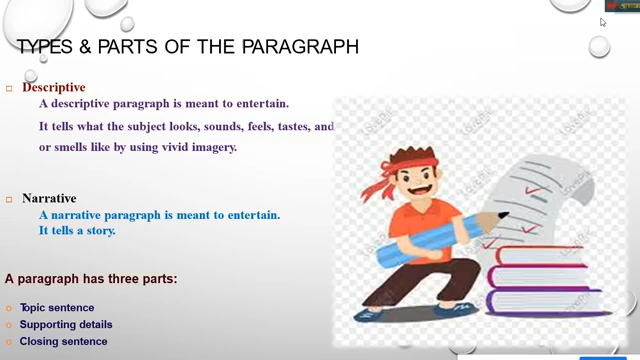 TYPES & PARTS OF THE PARAGRAPH
Descriptive
A descriptive paragraph is meant to entertain.
It tells what the subject looks, sounds, feels, tastes, and
or smells like by using vivid imagery.
Narrative
A narrative paragraph is meant to entertain.
It tells a story.
A paragraph has three parts:
Topic sentence
Supporting details
Closing sentence